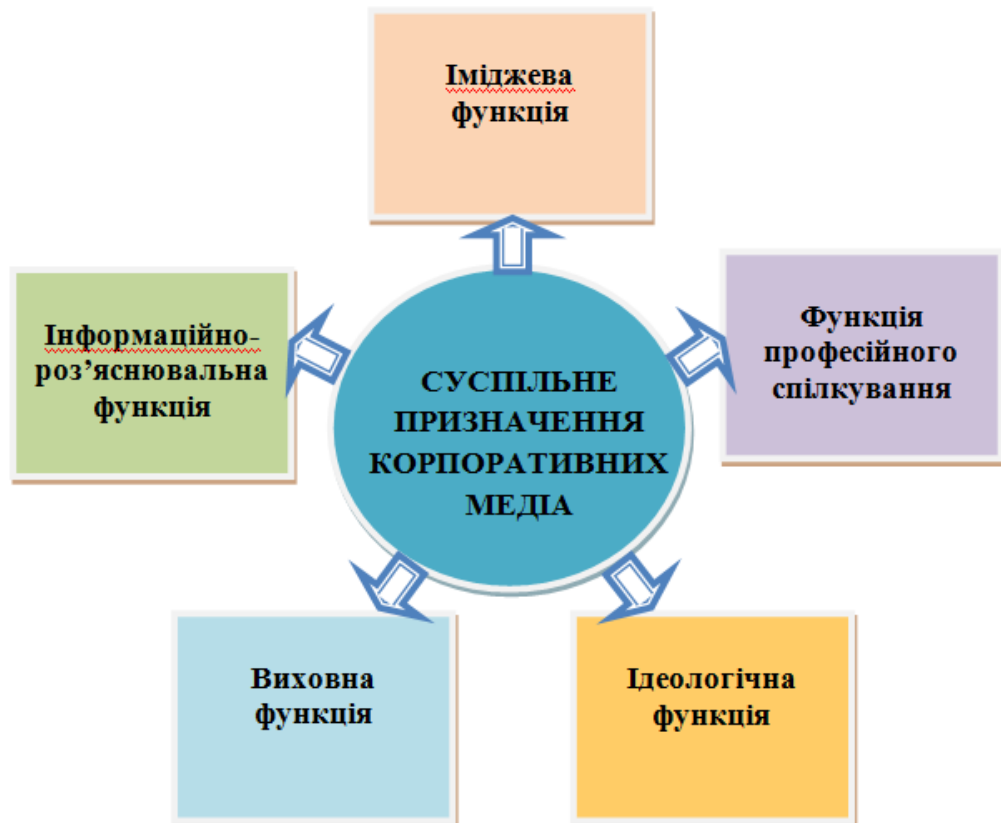 Іміджева
функція
Інформаційно-
роз’яснювальна
функція
Функція
професійного
спілкування
СУСПІЛЬНЕ
ПРИЗНАЧЕННЯ
КОРПОРАТИВНИХ
МЕДІА
Виховна
функція
Ідеологічна
функція